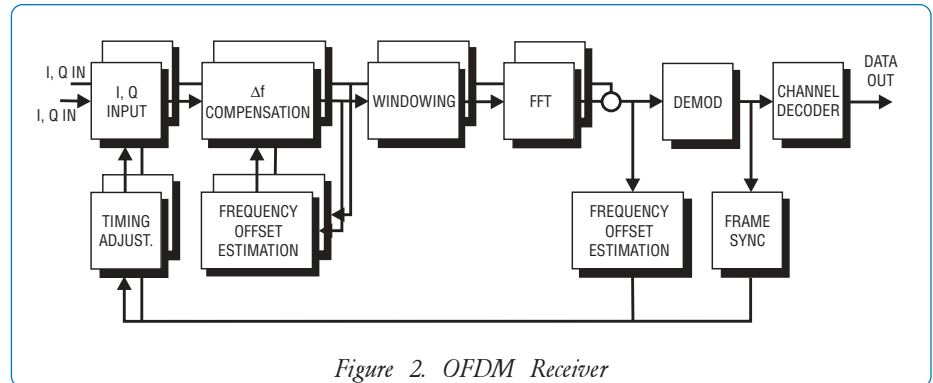 I, Q IN
I, Q IN
I, Q
INPUT
Δf
COMPENSATION
WINDOWING
FFT
DEMOD
CHANNEL
DECODER
DATA
OUT
TIMING
ADJUST.
FREQUENCY
OFFSET
ESTIMATION
FREQUENCY
OFFSET
ESTIMATION
FRAME
SYNC
Figure 2. OFDM Receiver